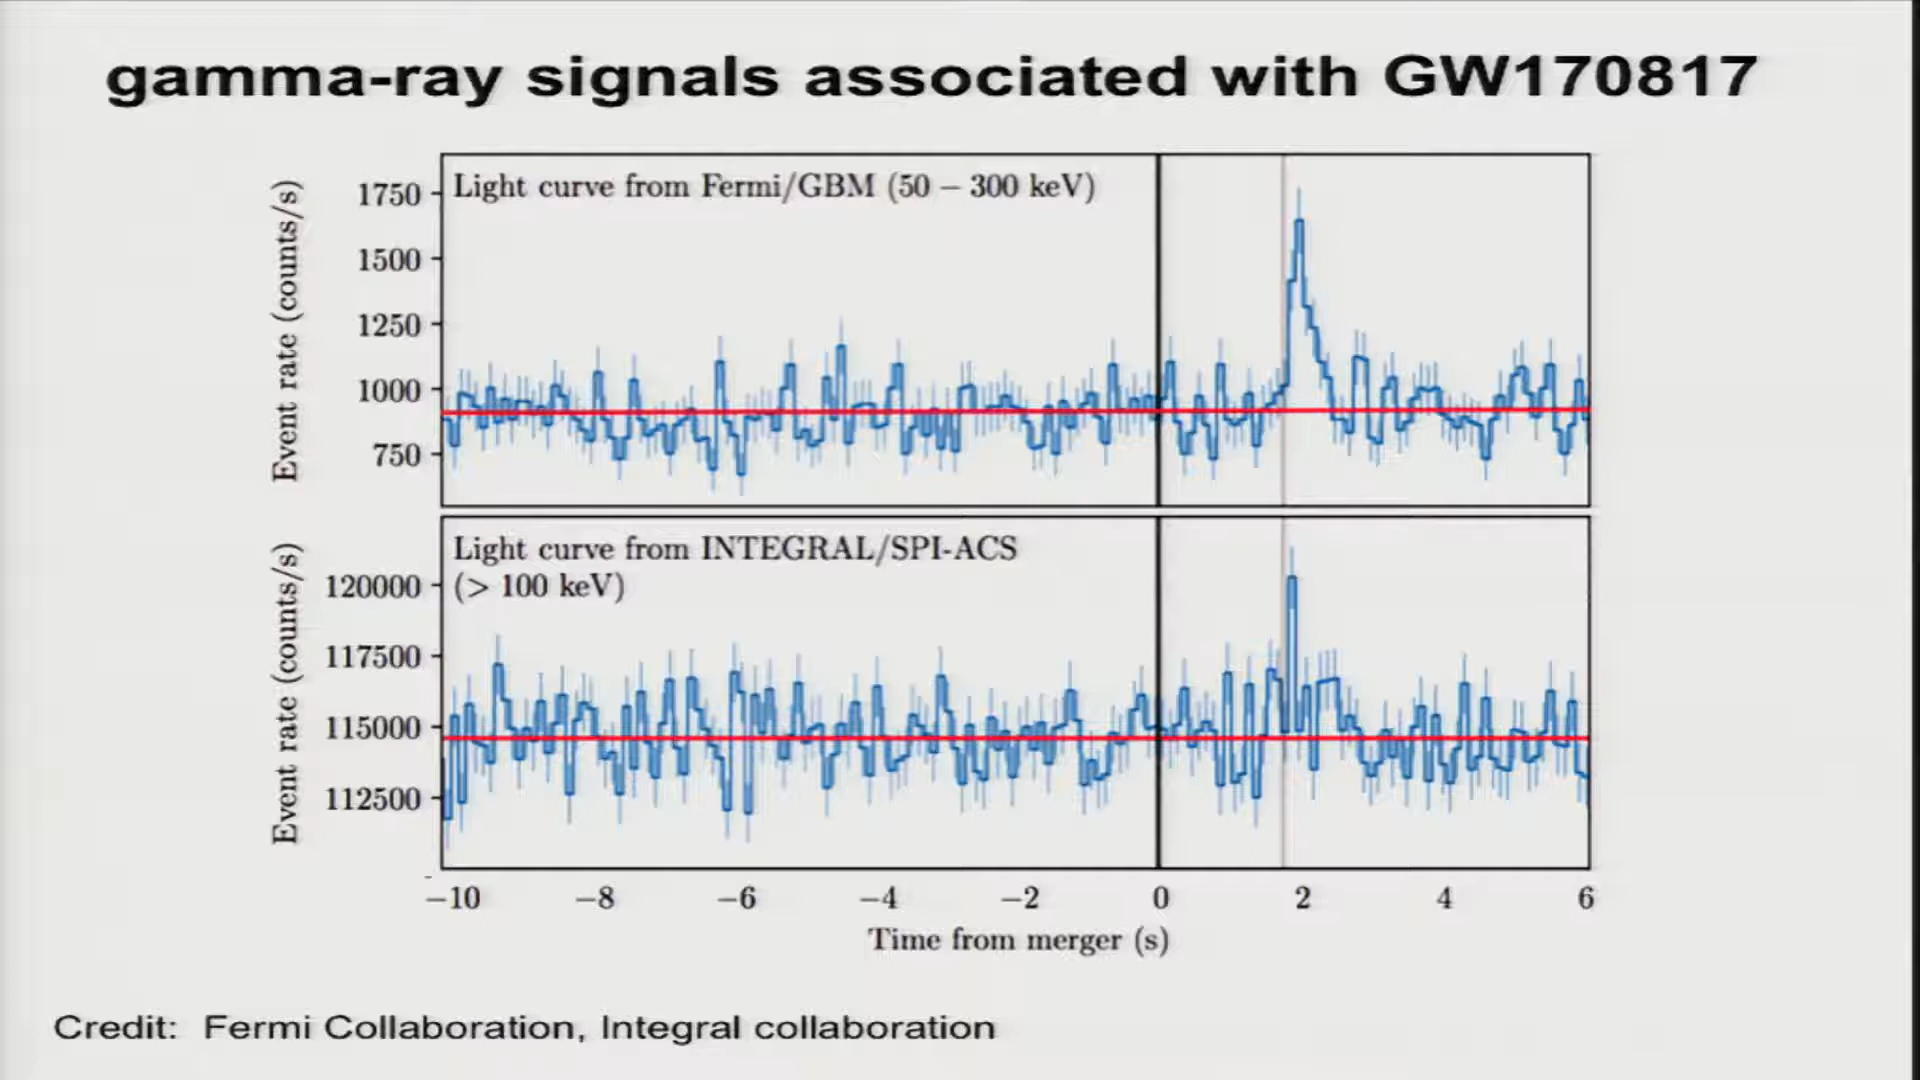 gamma-ray signals associated with GW170817
Light curve from Fermi/GBM (50 – 300 keV)
Event rate (counts/s)
1750
1500
1250
1000
750
Light curve from INTEGRAL/SPI-ACS
(> 100 keV)
Event rate (counts/s)
120000
117500
115000
112500
−10 −8 −6 −4 −2 0 2 4 6
Time from merger (s)
Credit: Fermi Collaboration, Integral collaboration